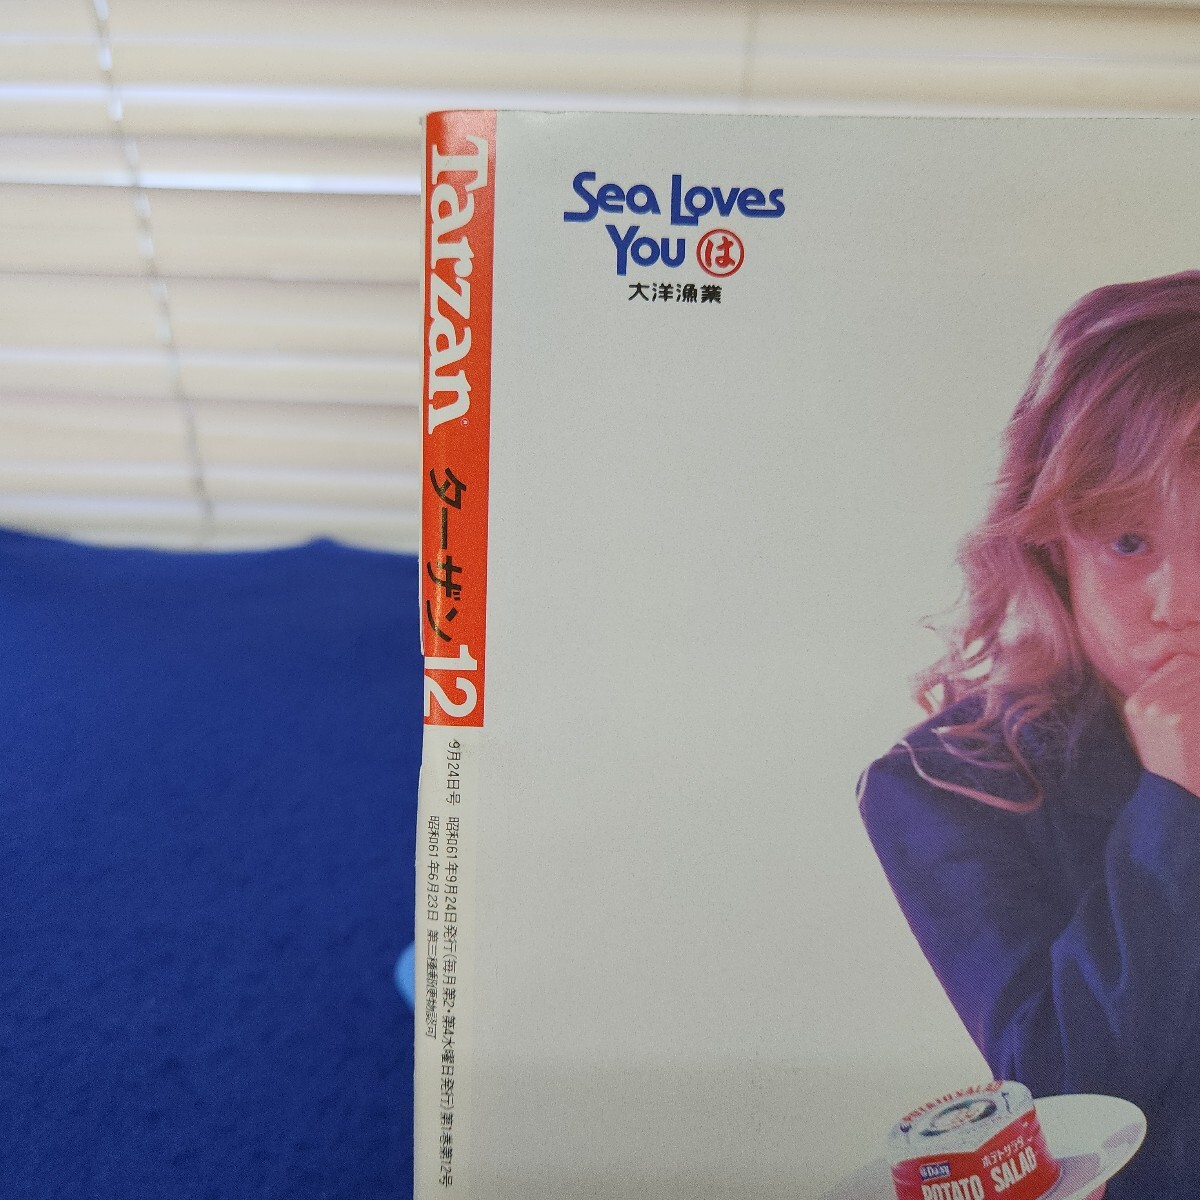 Tarzan®
ターザン12
9月24日号 昭和61年9月24日発行(毎月第2・第4水曜日発行)第1巻第12号
昭和61年6月23日 第三種郵便物認可
Sea Loves
You は
大洋漁業
POTATO SALAD
Daisy
ポテトサラダ
POTATO SALAD